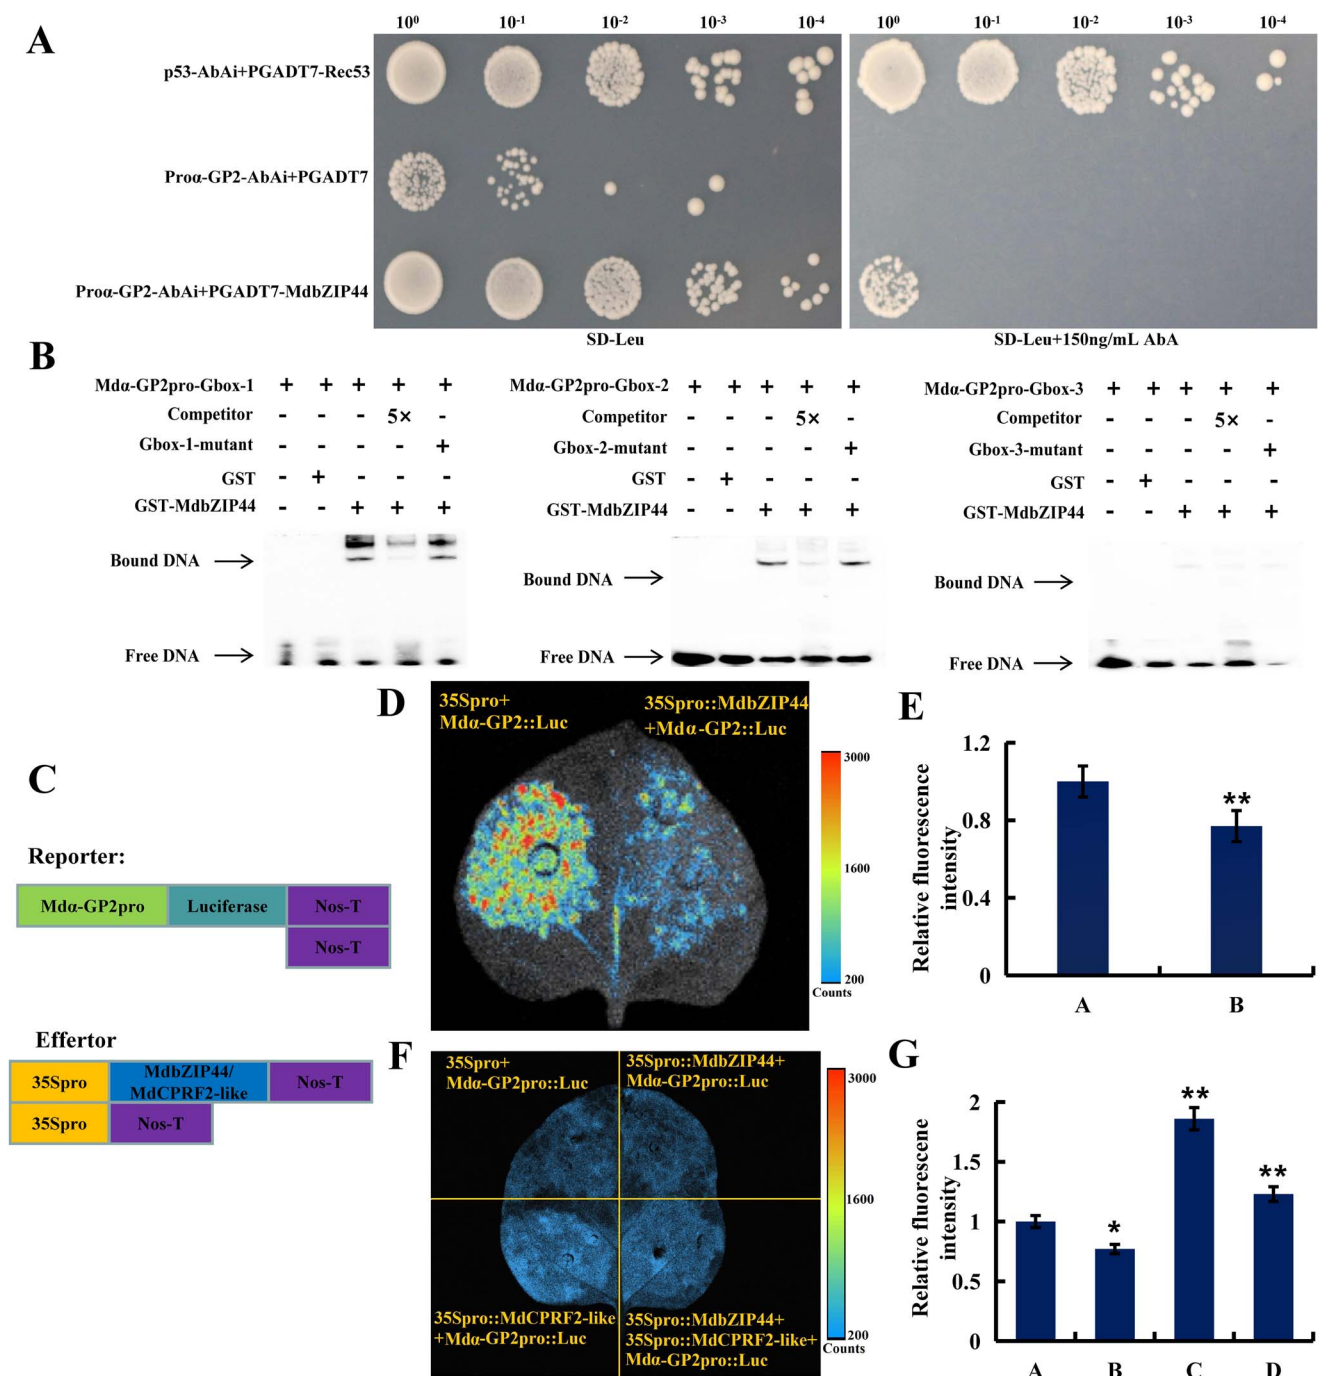 A
10⁰ 10⁻¹ 10⁻² 10⁻³ 10⁻⁴ 10⁰ 10⁻¹ 10⁻² 10⁻³ 10⁻⁴
p53-AbAi+PGADT7-Rec53
Proα-GP2-AbAi+PGADT7
Proα-GP2-AbAi+PGADT7-MdbZIP44
SD-Leu SD-Leu+150ng/mL AbA
B
Mdα-GP2pro-Gbox-1 + + + + +
Competitor - - - 5× -
Gbox-1-mutant - - - - +
GST - + - - -
GST-MdbZIP44 - - + + +
Bound DNA
Free DNA
Mdα-GP2pro-Gbox-2 + + + + +
Competitor - - - 5× -
Gbox-2-mutant - - - - +
GST - + - - -
GST-MdbZIP44 - - + + +
Bound DNA
Free DNA
Mdα-GP2pro-Gbox-3 + + + + +
Competitor - - - 5× -
Gbox-3-mutant - - - - +
GST - + - - -
GST-MdbZIP44 - - + + +
Bound DNA
Free DNA
C
Reporter:
Mdα-GP2pro Luciferase Nos-T
Nos-T
Effertor
35Spro MdbZIP44/
MdCPRF2-like Nos-T
35Spro Nos-T
D
35Spro+
Mdα-GP2::Luc
35Spro::MdbZIP44
+Mdα-GP2::Luc
3000
1600
200
Counts
E
Relative fluorescence
intensity
1.2
0.8
0.4
0
**
A B
F
35Spro+
Mdα-GP2pro::Luc
35Spro::MdbZIP44+
Mdα-GP2pro::Luc
35Spro::MdCPRF2-like
+Mdα-GP2pro::Luc
35Spro::MdbZIP44+
35Spro::MdCPRF2-like+
Mdα-GP2pro::Luc
3000
1600
200
Counts
G
Relative fluorescene
intensity
2
1.5
1
0.5
0
* ** **
A B C D